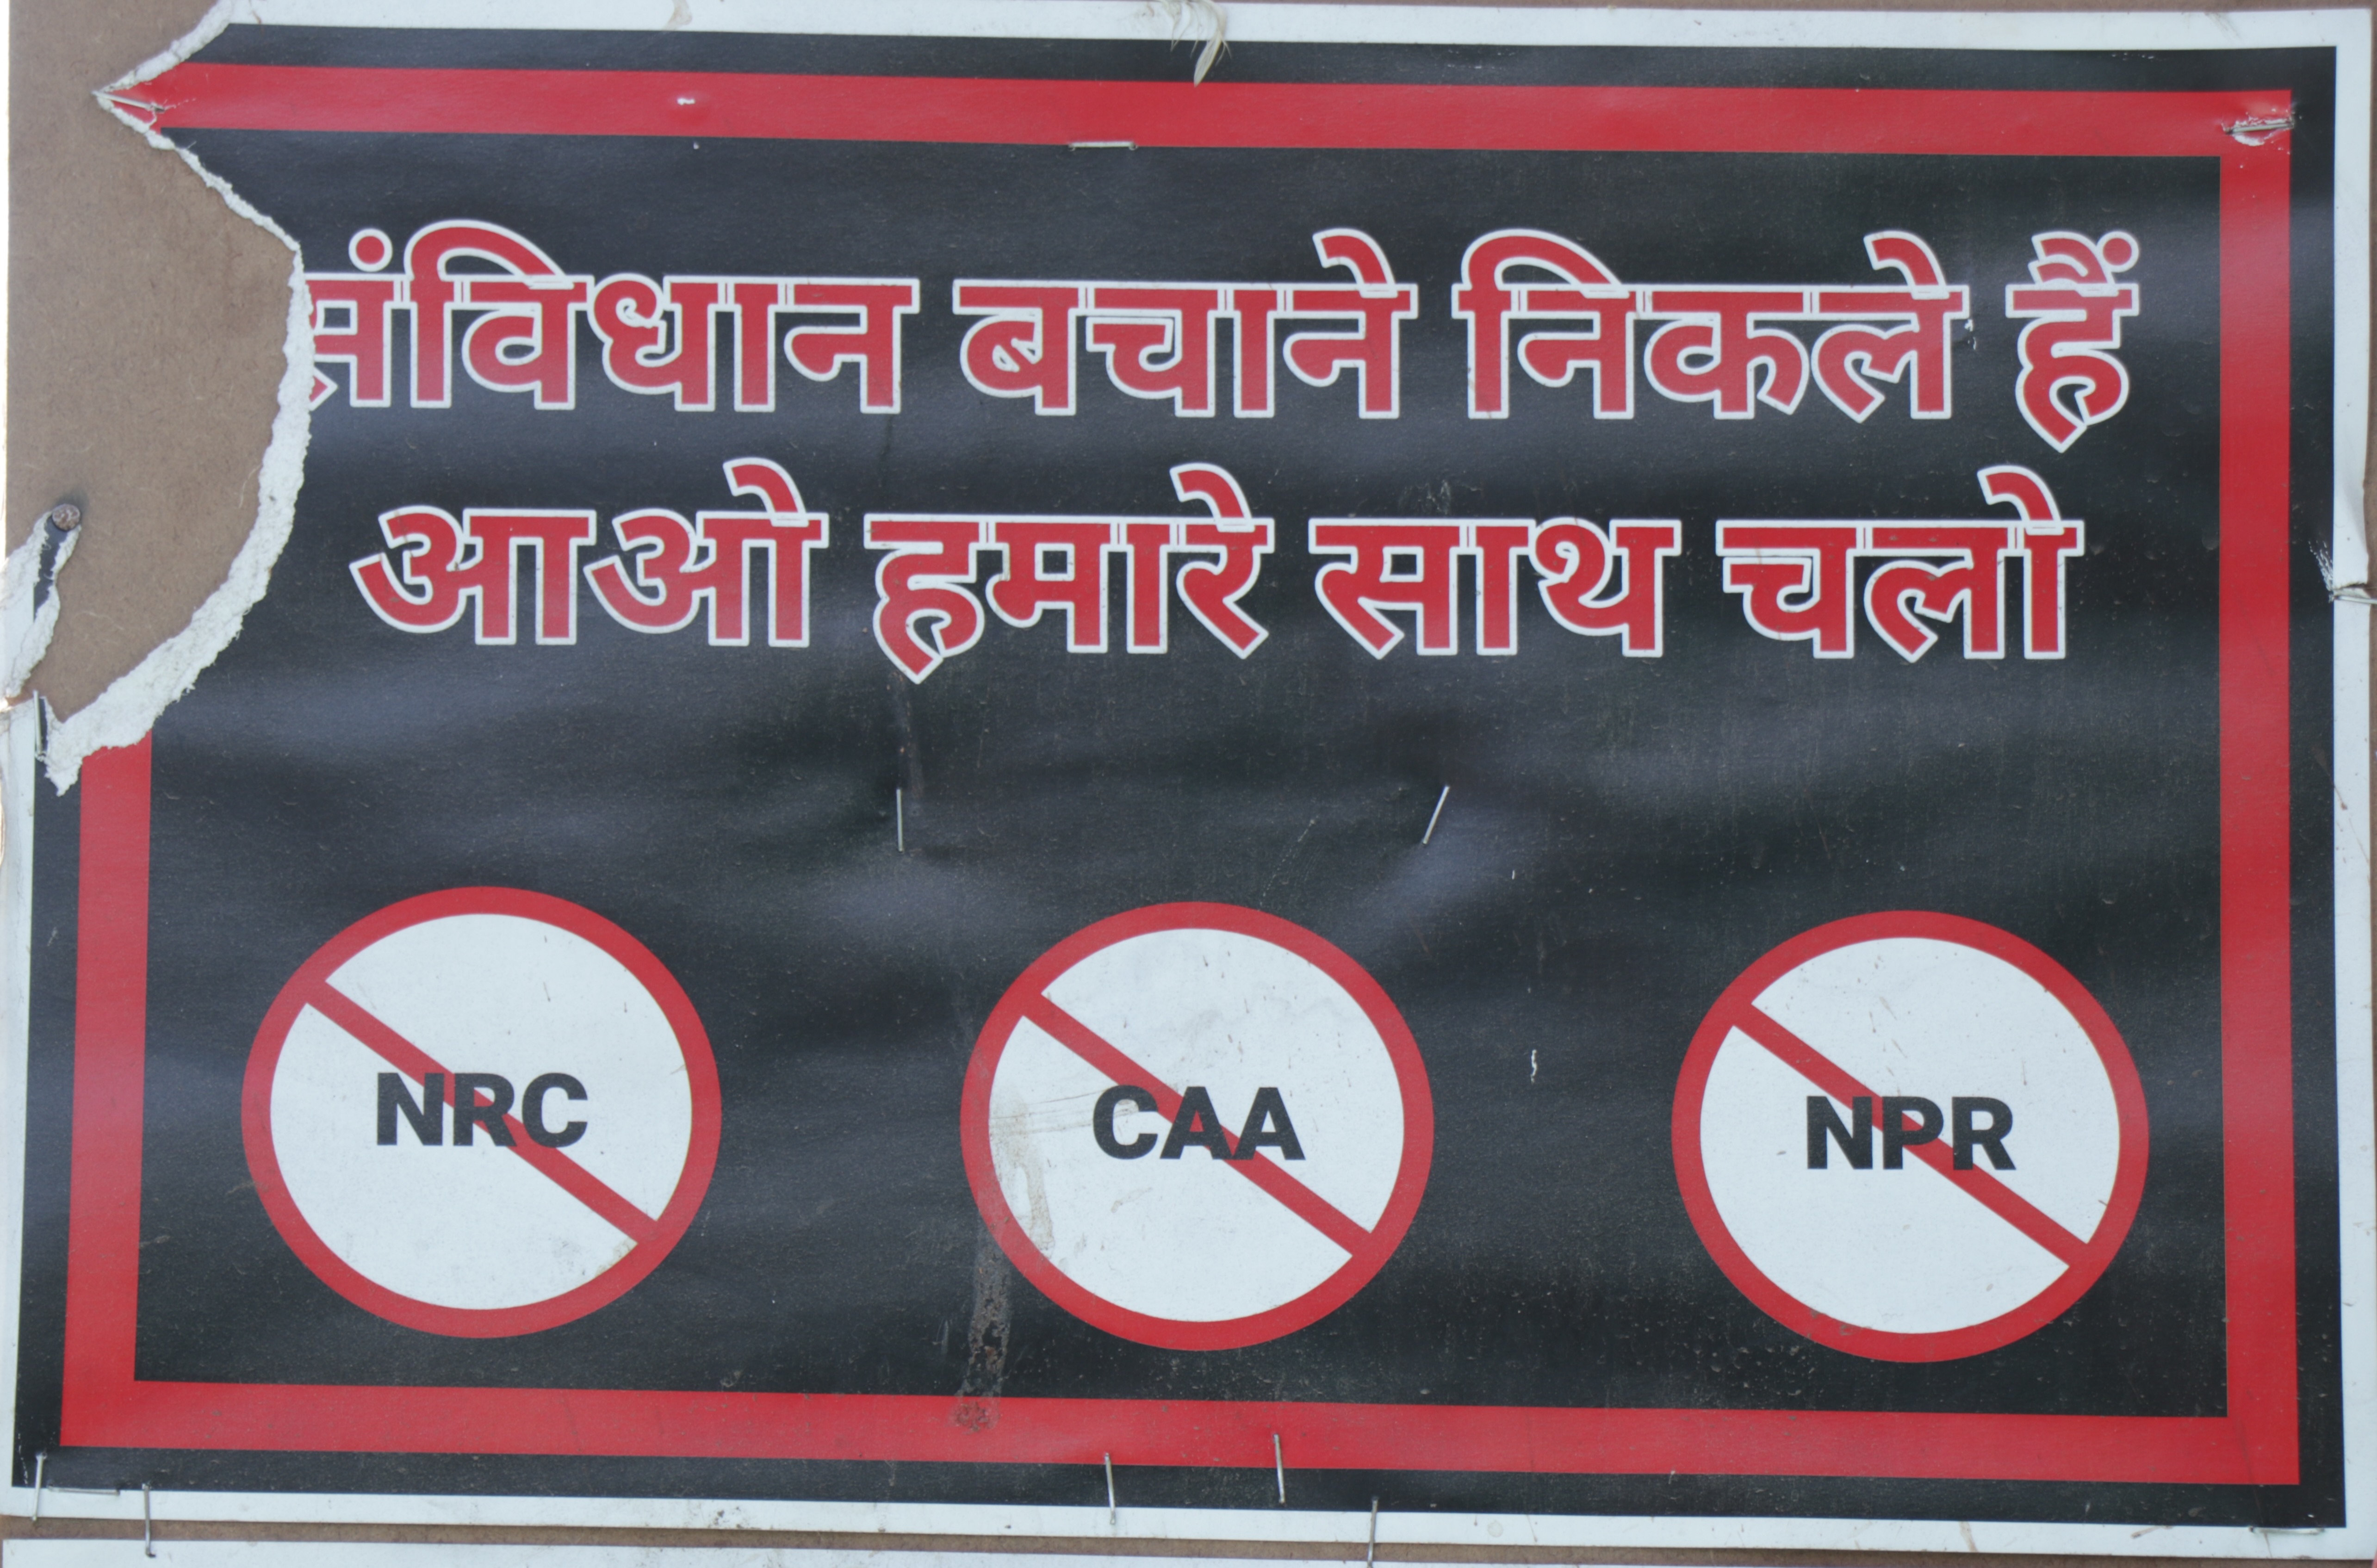 संविधान बचाने निकले हैं
आओ हमारे साथ चलो
NRC CAA NPR